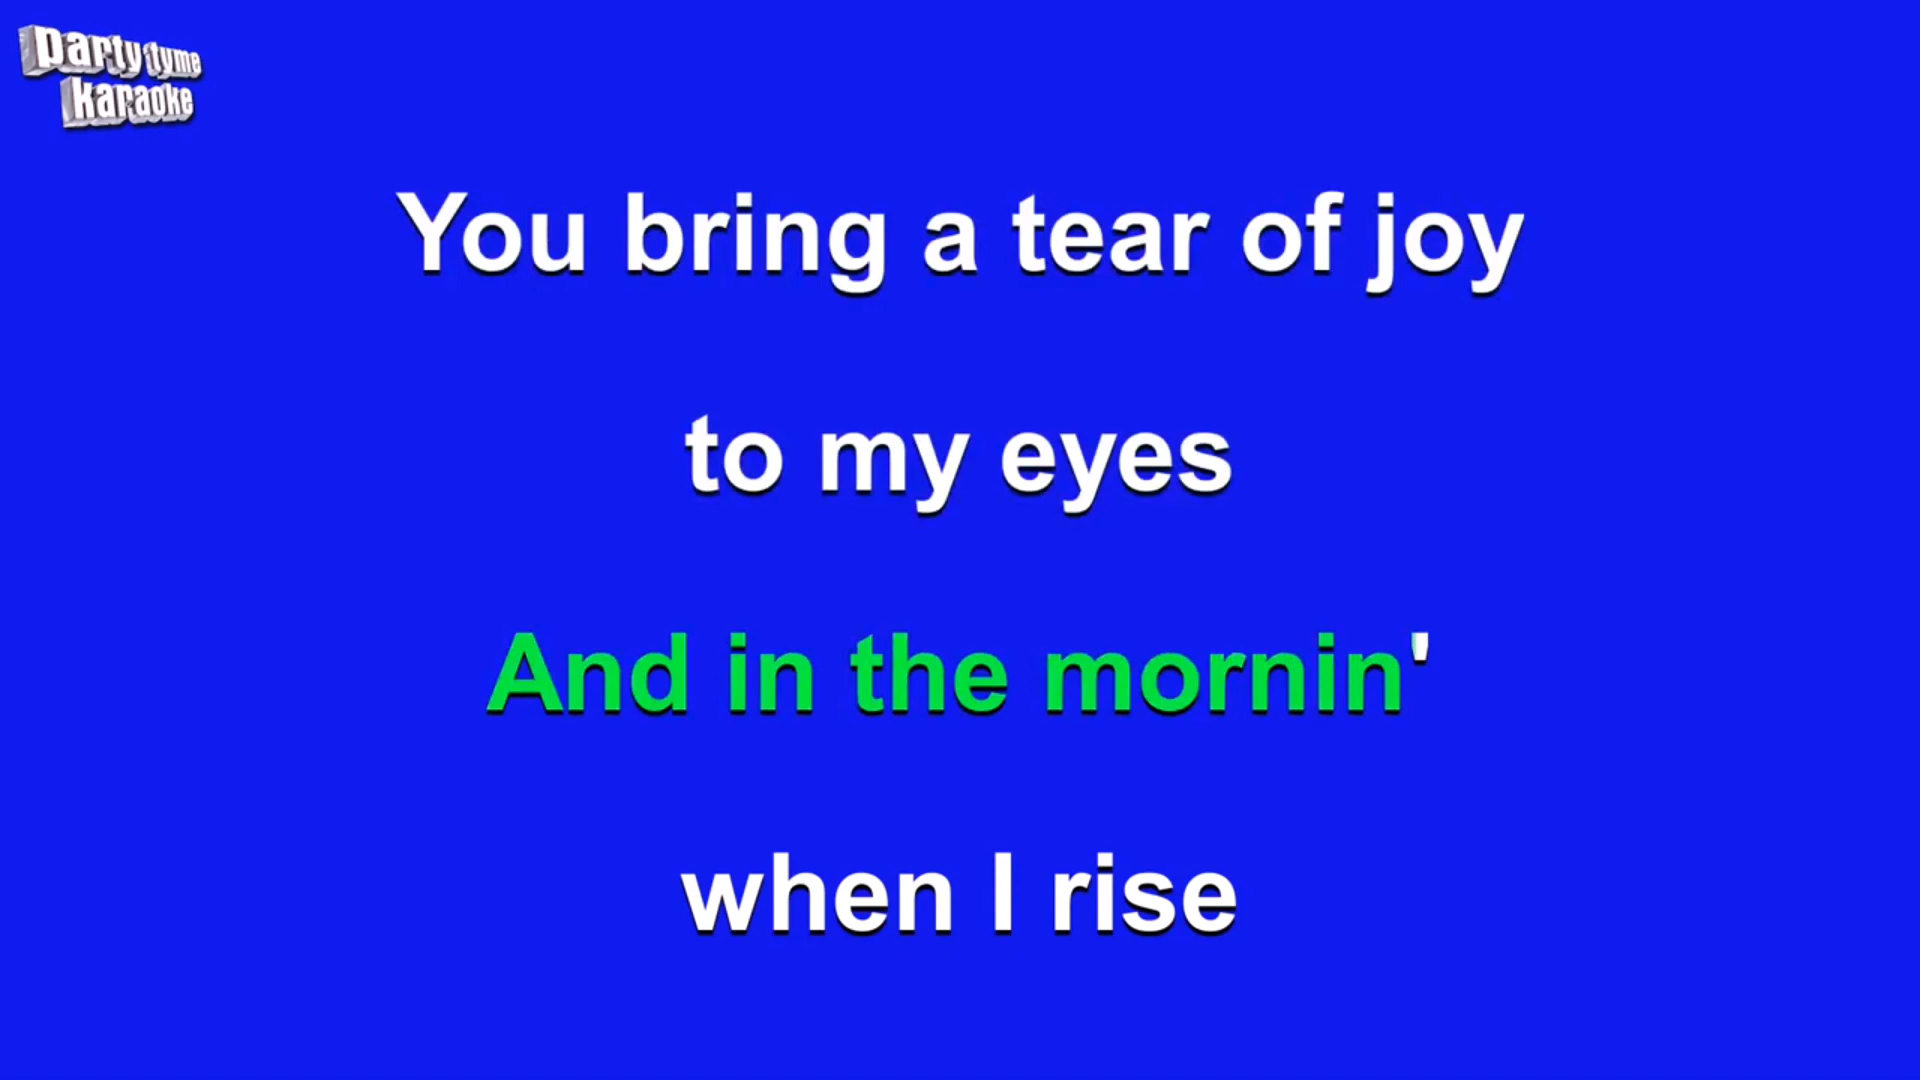 party tyme
karaoke
You bring a tear of joy
to my eyes
And in the mornin'
when I rise